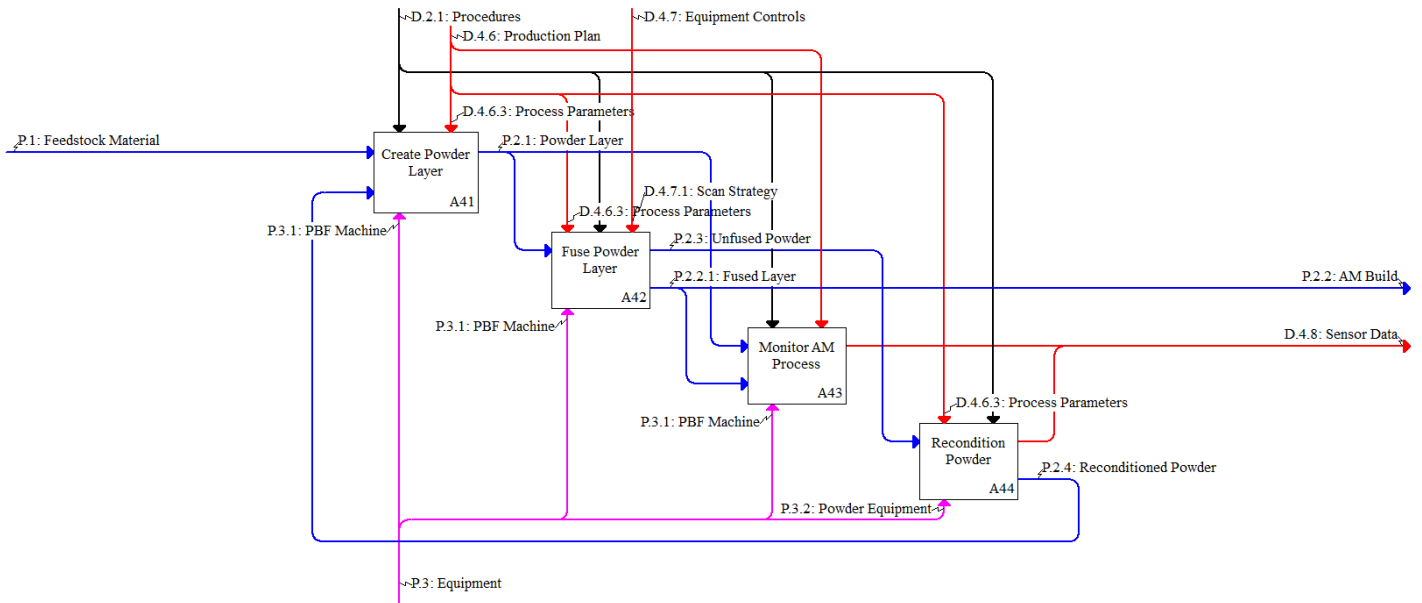 D.2.1: Procedures
D.4.7: Equipment Controls
D.4.6: Production Plan
D.4.6.3: Process Parameters
P.1: Feedstock Material
P.2.1: Powder Layer
Create Powder
Layer
A41
D.4.7.1: Scan Strategy
D.4.6.3: Process Parameters
P.3.1: PBF Machine
P.2.3: Unfused Powder
Fuse Powder
Layer
A42
P.2.2.1: Fused Layer
P.2.2: AM Build
P.3.1: PBF Machine
D.4.8: Sensor Data
Monitor AM
Process
A43
D.4.6.3: Process Parameters
P.3.1: PBF Machine
Recondition
Powder
A44
P.2.4: Reconditioned Powder
P.3.2: Powder Equipment
P.3: Equipment